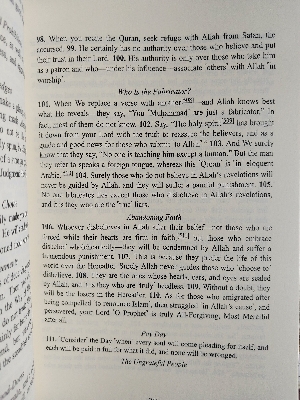 98. When you recite the Quran, seek refuge with Allah from Satan, the
accursed. 99. He certainly has no authority over those who believe and put
their trust in their Lord. 100. His authority is only over those who take him
as a patron and who—under his influence—associate ˹others˺ with Allah ˹in
worship˺.
Who Is the Fabricator?
101. When We replace a verse with another —and Allah knows best
what He reveals— they say, "You ˹Muhammad˺ are just a fabricator." In
fact, most of them do not know. 102. Say, "The holy spirit has brought
it down from your Lord with the truth to reassure the believers, and as a
guide and good news for those who submit ˹to Allah˺." 103. And We surely
know that they say, "No one is teaching him except a human." But the man
they refer to speaks a foreign tongue, whereas this ˹Quran˺ is ˹in˺ eloquent
Arabic. 104. Surely those who do not believe in Allah's revelations will
never be guided by Allah, and they will suffer a painful punishment. 105.
No one fabricates lies except those who disbelieve in Allah's revelations,
and it is they who are the ˹true˺ liars.
Abandoning Faith
106. Whoever disbelieves in Allah after their belief— not those who are
forced while their hearts are firm in faith, but those who embrace
disbelief wholeheartedly—they will be condemned by Allah and suffer a
tremendous punishment. 107. This is because they prefer the life of this
world over the Hereafter. Surely Allah never guides those who ˹choose to˺
disbelieve. 108. They are the ones whose hearts, ears, and eyes are sealed
by Allah, and it is they who are ˹truly˺ heedless. 109. Without a doubt, they
will be the losers in the Hereafter. 110. As for those who emigrated after
being compelled ˹to renounce Islam˺, then struggled ˹in Allah's cause˺, and
persevered, your Lord ˹O Prophet˺ is truly All-Forgiving, Most Merciful
after all.
Pay Day
111. ˹Consider˺ the Day ˹when˺ every soul will come pleading for itself, and
each will be paid in full for what it did, and none will be wronged.
The Ungrateful People